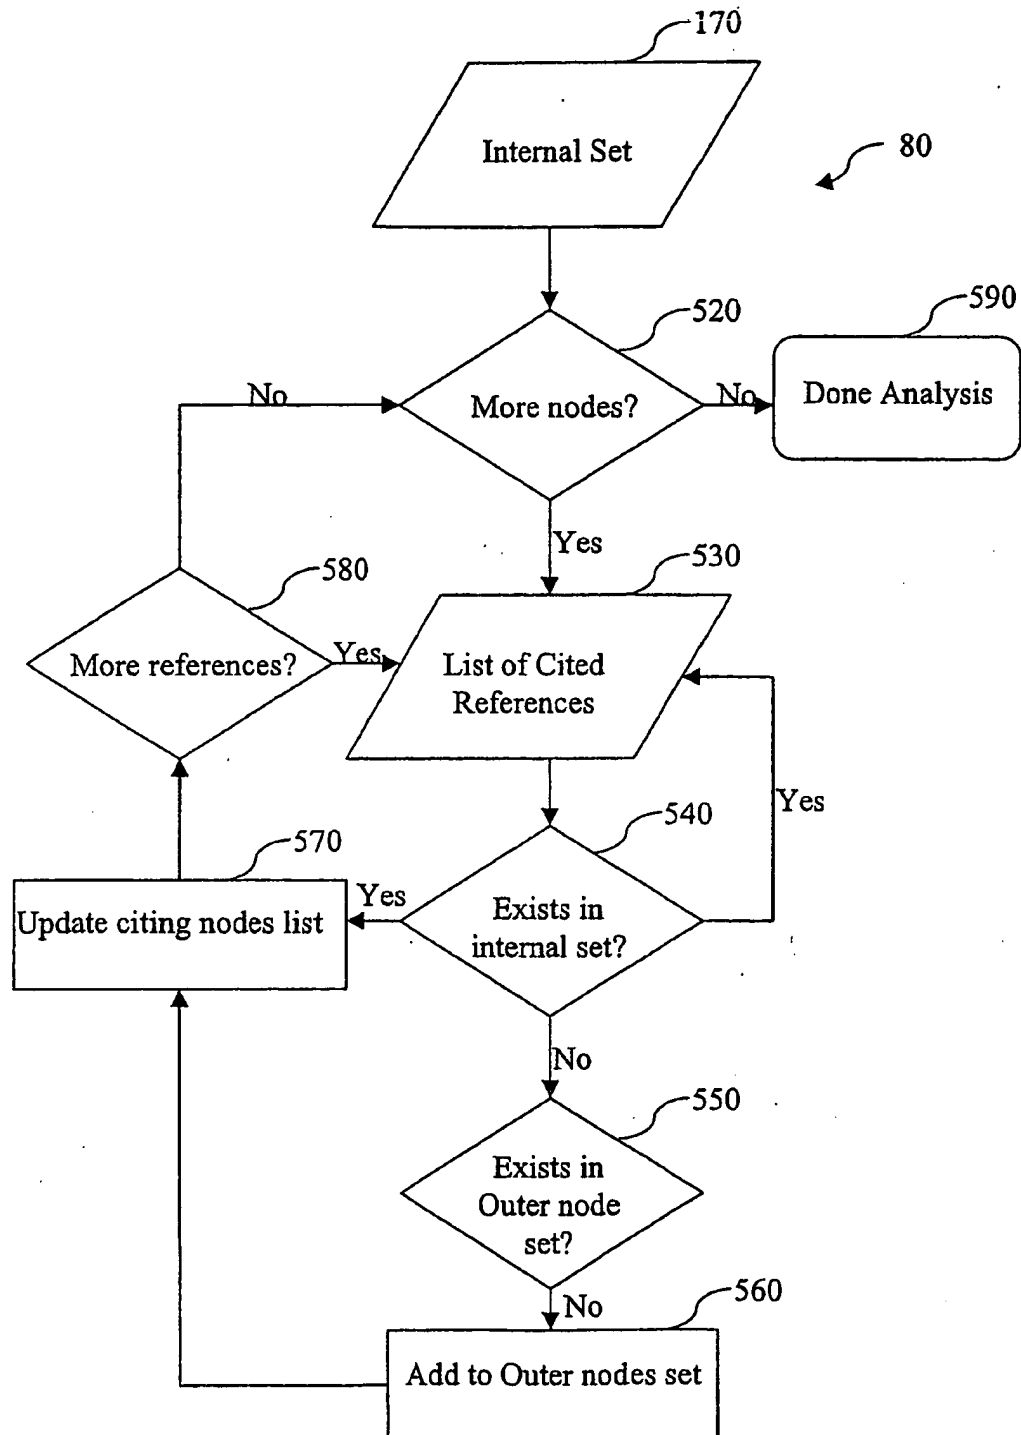 170
Internal Set
80
520
590
No
More nodes?
No
Done Analysis
Yes
530
580
More references?
Yes
List of Cited
References
Yes
540
570
Yes
Update citing nodes list
Exists in
internal set?
No
550
Exists in
Outer node
set?
No
560
Add to Outer nodes set